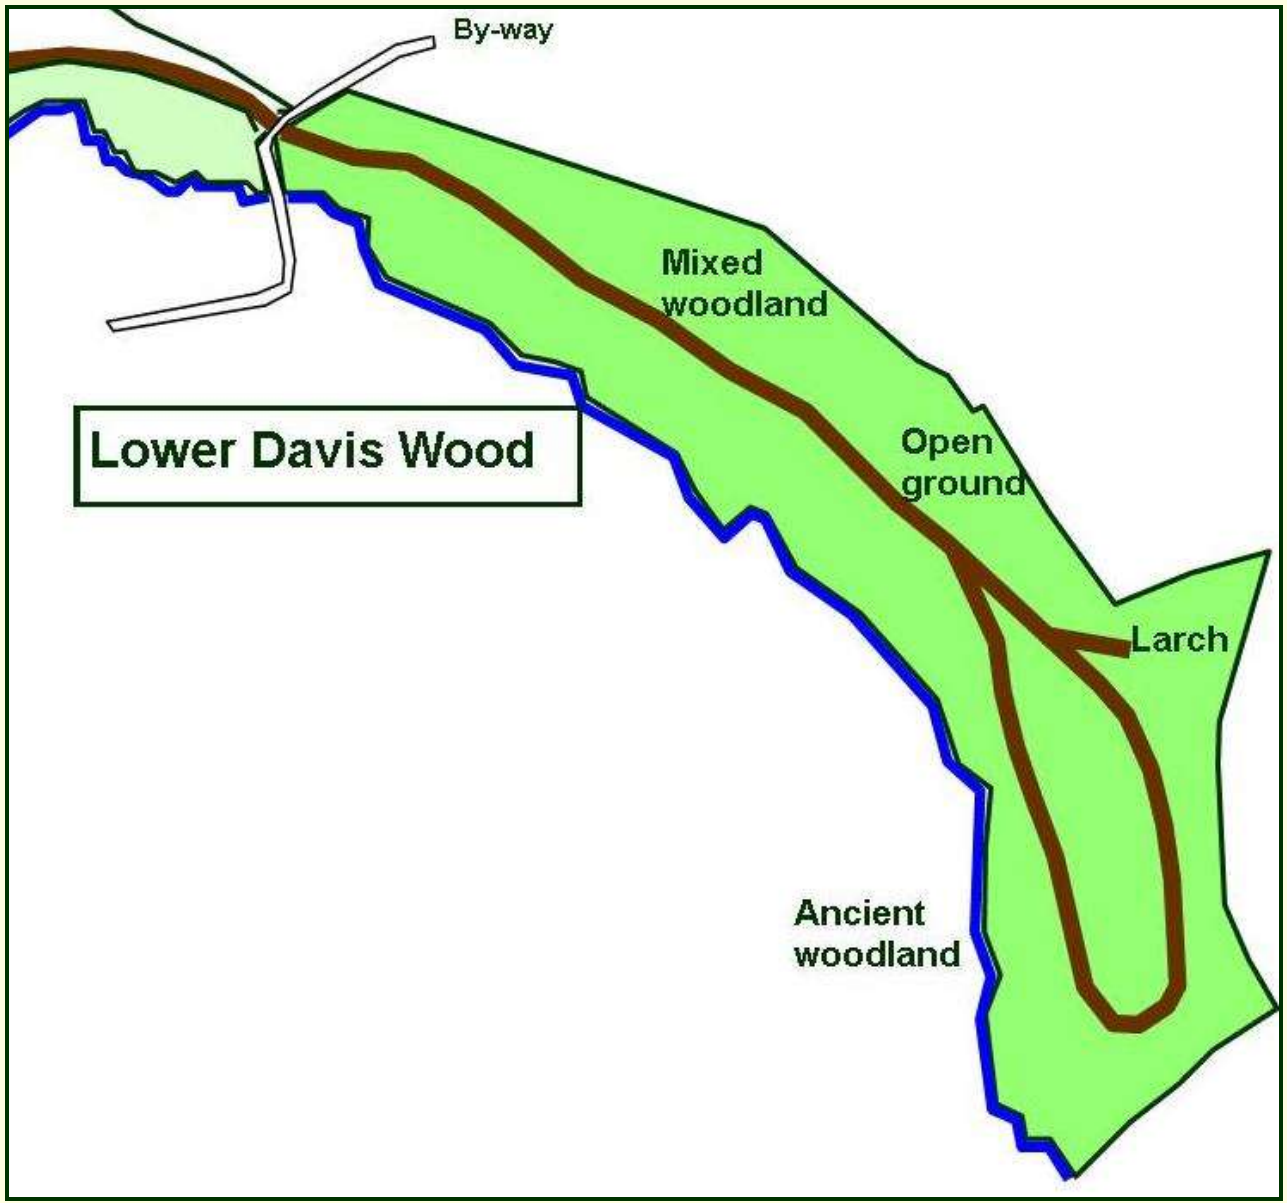 By-way
Mixed
woodland
Lower Davis Wood
Open
ground
Larch
Ancient
woodland